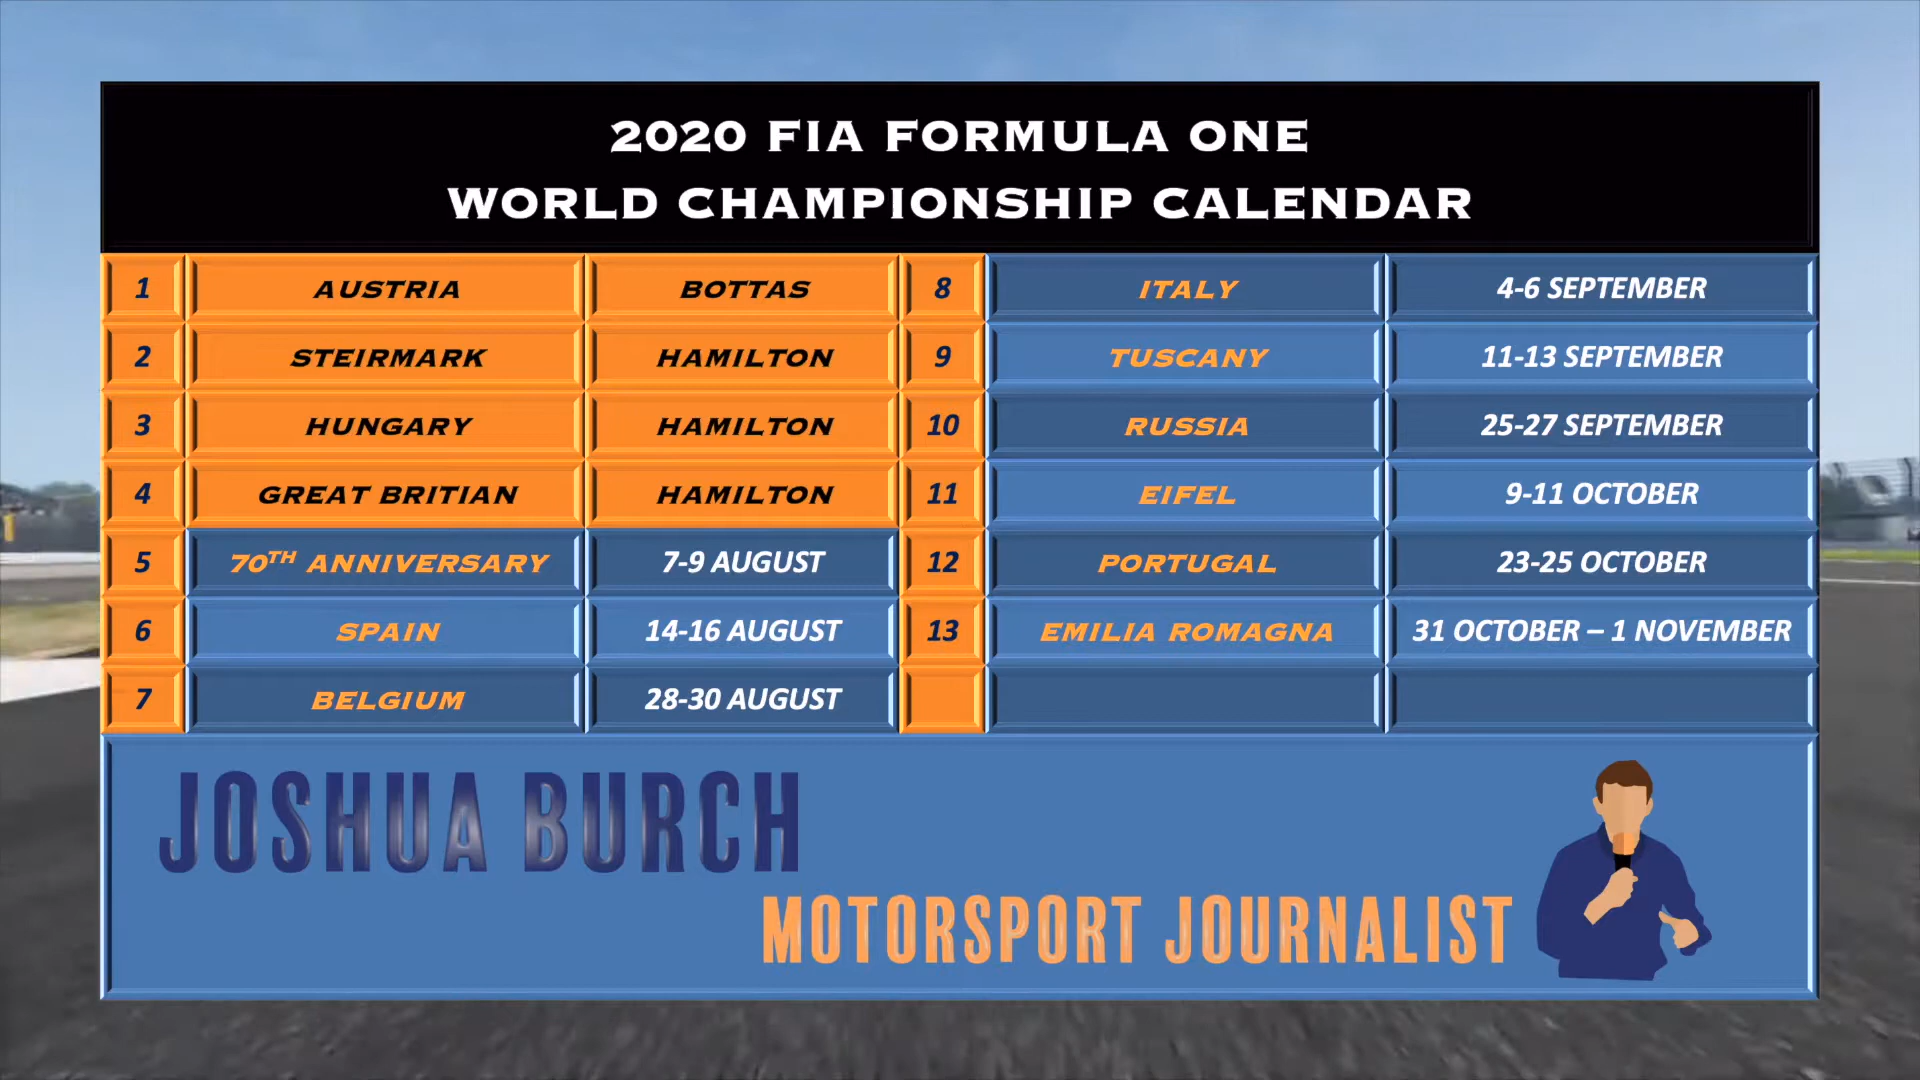 2020 FIA FORMULA ONE
WORLD CHAMPIONSHIP CALENDAR
1 AUSTRIA BOTTAS 8 ITALY 4-6 SEPTEMBER
2 STEIRMARK HAMILTON 9 TUSCANY 11-13 SEPTEMBER
3 HUNGARY HAMILTON 10 RUSSIA 25-27 SEPTEMBER
4 GREAT BRITIAN HAMILTON 11 EIFEL 9-11 OCTOBER
5 70TH ANNIVERSARY 7-9 AUGUST 12 PORTUGAL 23-25 OCTOBER
6 SPAIN 14-16 AUGUST 13 EMILIA ROMAGNA 31 OCTOBER – 1 NOVEMBER
7 BELGIUM 28-30 AUGUST
JOSHUA BURCH
MOTORSPORT JOURNALIST